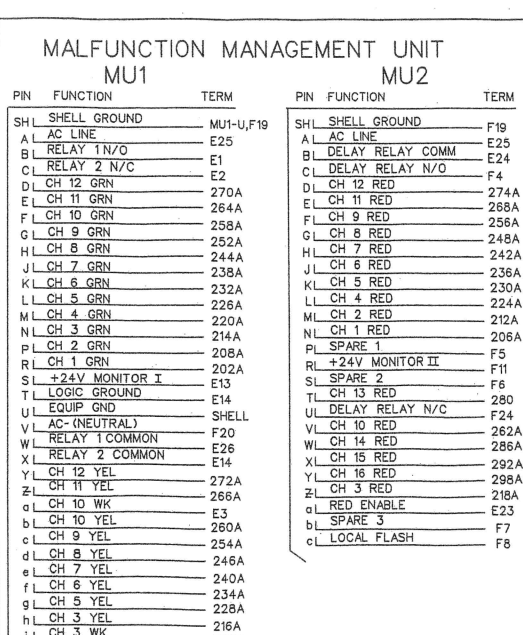 MALFUNCTION MANAGEMENT UNIT
MU1
PIN FUNCTION TERM
SH SHELL GROUND MU1-U,F19
A AC LINE E25
B RELAY 1 N/O E1
C RELAY 2 N/C E2
D CH 12 GRN 270A
E CH 11 GRN 264A
F CH 10 GRN 258A
G CH 9 GRN 252A
H CH 8 GRN 244A
J CH 7 GRN 238A
K CH 6 GRN 232A
L CH 5 GRN 226A
M CH 4 GRN 220A
N CH 3 GRN 214A
P CH 2 GRN 208A
R CH 1 GRN 202A
S +24V MONITOR I E13
T LOGIC GROUND E14
U EQUIP GND SHELL
V AC-(NEUTRAL) F20
W RELAY 1 COMMON E26
X RELAY 2 COMMON E14
Y CH 12 YEL 272A
Z CH 11 YEL 266A
a CH 10 WK E3
b CH 10 YEL 260A
c CH 9 YEL 254A
d CH 8 YEL 246A
e CH 7 YEL 240A
f CH 6 YEL 234A
g CH 5 YEL 228A
h CH 3 YEL 216A
i CH 3 WK
MU2
PIN FUNCTION TERM
SH SHELL GROUND F19
A AC LINE E25
B DELAY RELAY COMM E24
C DELAY RELAY N/O F4
D CH 12 RED 274A
E CH 11 RED 268A
F CH 9 RED 256A
G CH 8 RED 248A
H CH 7 RED 242A
J CH 6 RED 236A
K CH 5 RED 230A
L CH 4 RED 224A
M CH 2 RED 212A
N CH 1 RED 206A
P SPARE 1 F5
R +24V MONITOR II F11
S SPARE 2 F6
T CH 13 RED 280
U DELAY RELAY N/C F24
V CH 10 RED 262A
W CH 14 RED 286A
X CH 15 RED 292A
Y CH 16 RED 298A
Z CH 3 RED 218A
a RED ENABLE E23
b SPARE 3 F7
c LOCAL FLASH F8